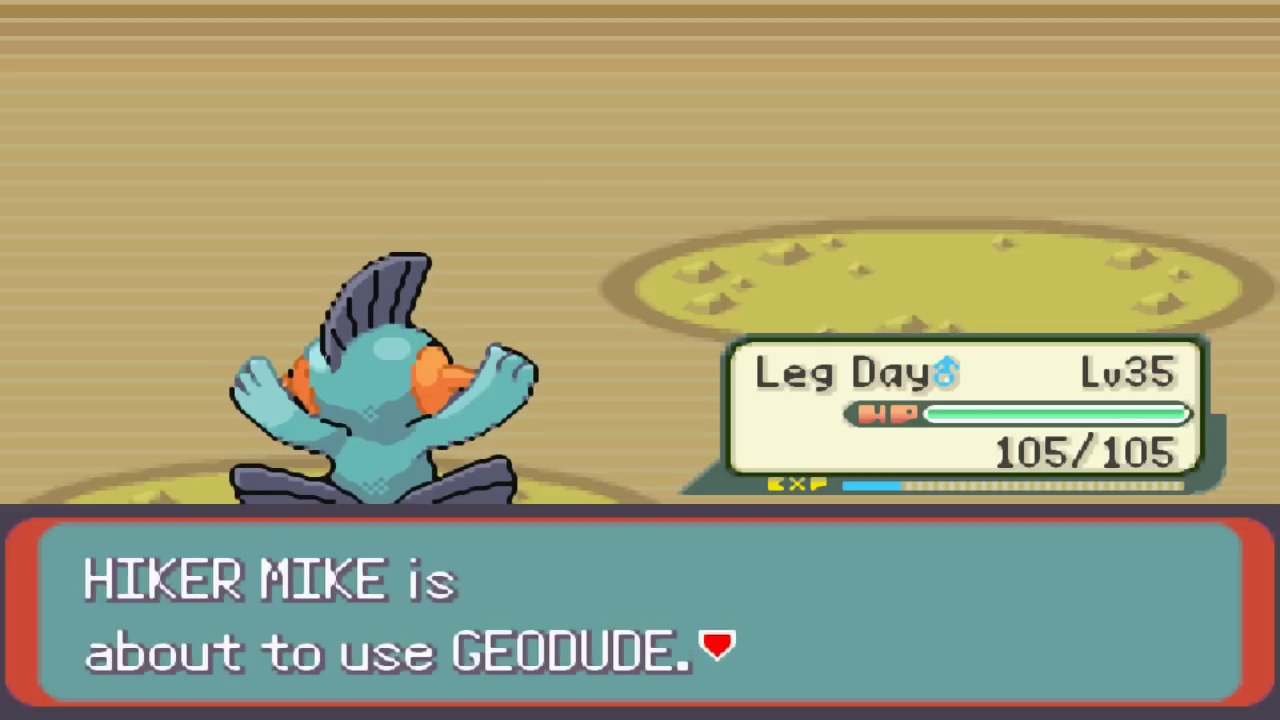 Leg Day♂ Lv35
HP
105/105
EXP
HIKER MIKE is
about to use GEODUDE.